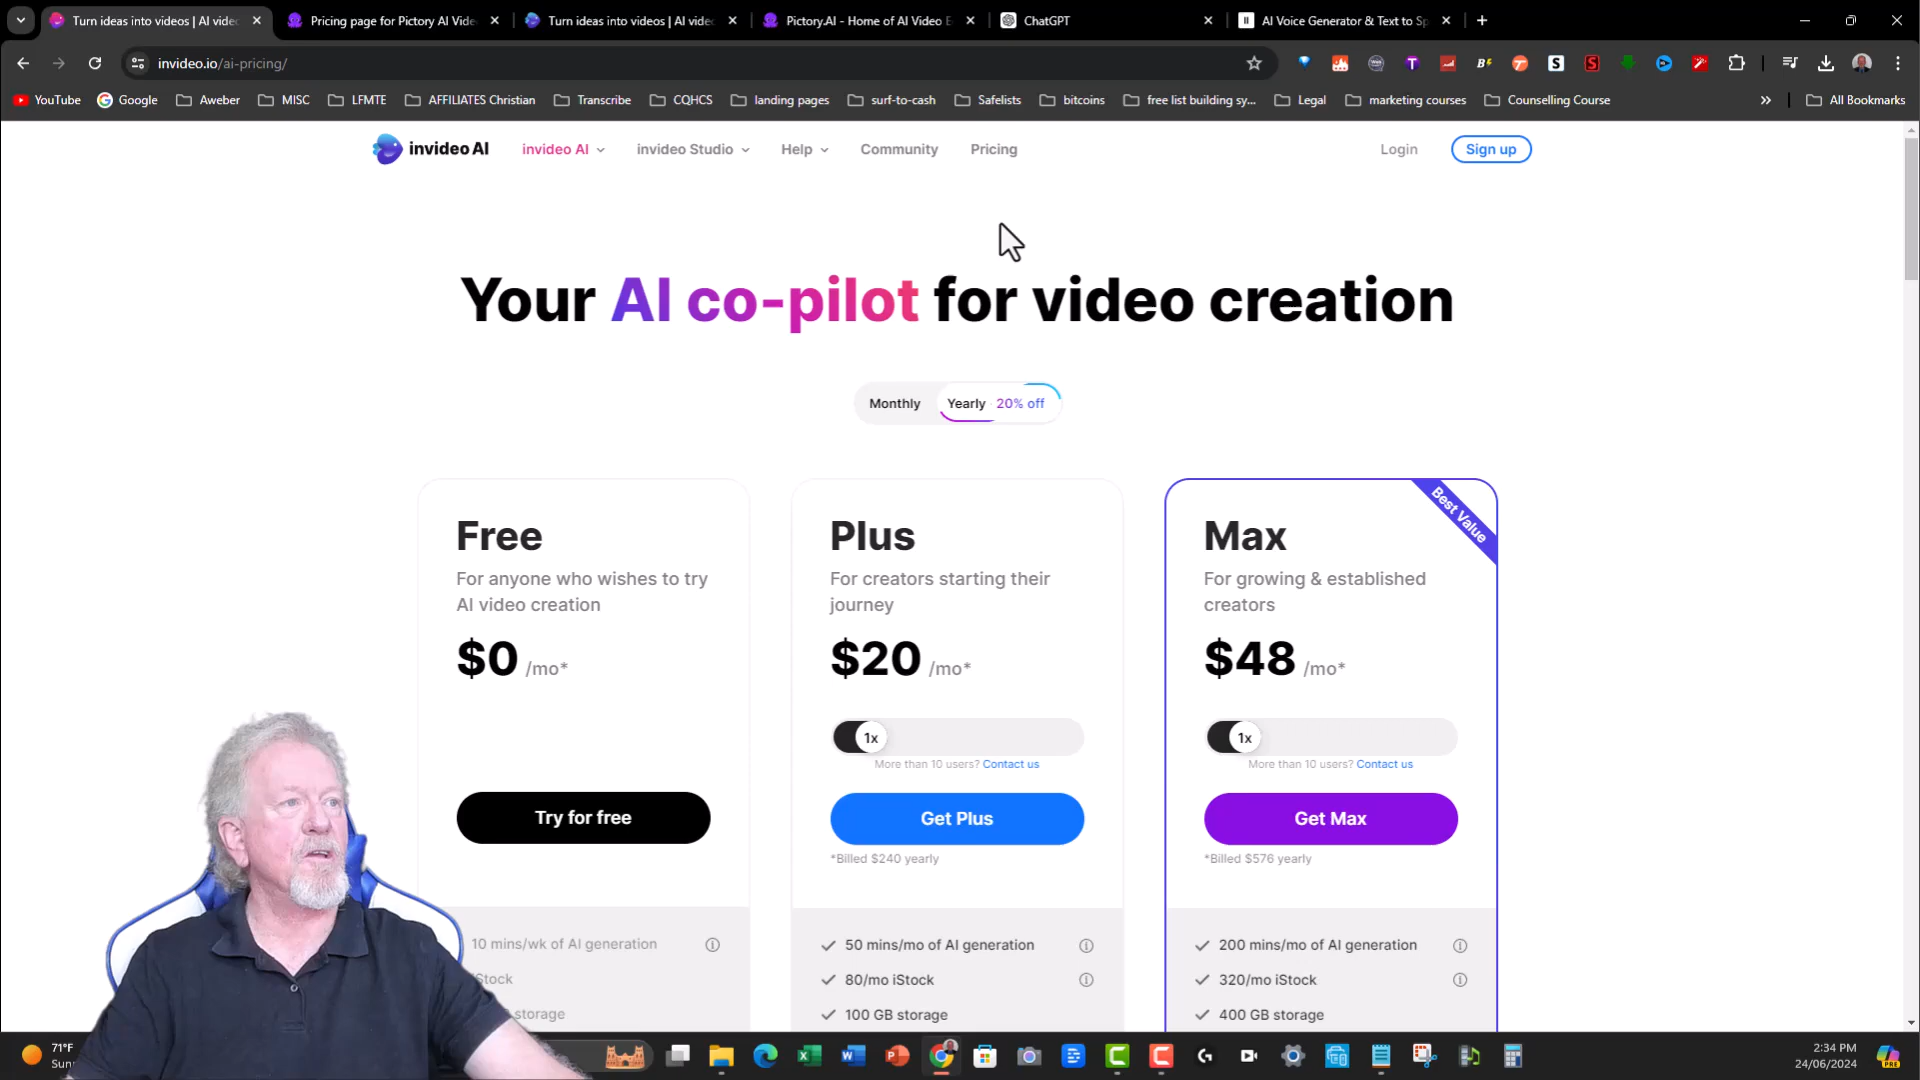 Turn ideas into videos | AI vide
Pricing page for Pictory AI Vide
Turn ideas into videos | AI vide
Pictory.AI - Home of AI Video E
ChatGPT
AI Voice Generator & Text to Sp
invideo.io/ai-pricing/
YouTube
Google
Aweber
MISC
LFMTE
AFFILIATES Christian
Transcribe
CQHCS
landing pages
surf-to-cash
Safelists
bitcoins
free list building sy...
Legal
marketing courses
Counselling Course
All Bookmarks
invideo AI
invideo AI
invideo Studio
Help
Community
Pricing
Login
Sign up
Your AI co-pilot for video creation
Monthly
Yearly 20% off
Free
For anyone who wishes to try
AI video creation
$0 /mo*
Try for free
10 mins/wk of AI generation
Stock
storage
Plus
For creators starting their
journey
$20 /mo*
1x
More than 10 users? Contact us
Get Plus
*Billed $240 yearly
50 mins/mo of AI generation
80/mo iStock
100 GB storage
Best Value
Max
For growing & established
creators
$48 /mo*
1x
More than 10 users? Contact us
Get Max
*Billed $576 yearly
200 mins/mo of AI generation
320/mo iStock
400 GB storage
71°F
Sunn
2:34 PM
24/06/2024